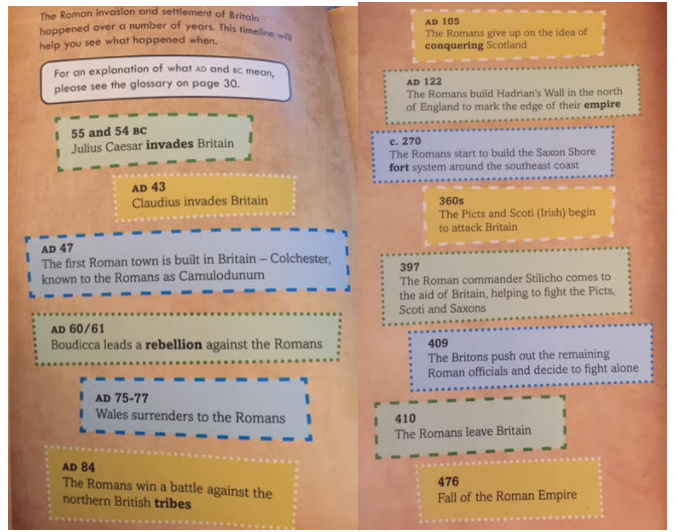 The Roman invasion and settlement of Britain
happened over a number of years. This timeline will
help you see what happened when.
For an explanation of what AD and BC mean,
please see the glossary on page 30.
55 and 54 BC
Julius Caesar invades Britain
AD 43
Claudius invades Britain
AD 47
The first Roman town is built in Britain – Colchester,
known to the Romans as Camulodunum
AD 60/61
Boudicca leads a rebellion against the Romans
AD 75-77
Wales surrenders to the Romans
AD 84
The Romans win a battle against the
northern British tribes
AD 105
The Romans give up on the idea of
conquering Scotland
AD 122
The Romans build Hadrian's Wall in the north
of England to mark the edge of their empire
c. 270
The Romans start to build the Saxon Shore
fort system around the southeast coast
360s
The Picts and Scoti (Irish) begin
to attack Britain
397
The Roman commander Stilicho comes to
the aid of Britain, helping to fight the Picts,
Scoti and Saxons
409
The Britons push out the remaining
Roman officials and decide to fight alone
410
The Romans leave Britain
476
Fall of the Roman Empire